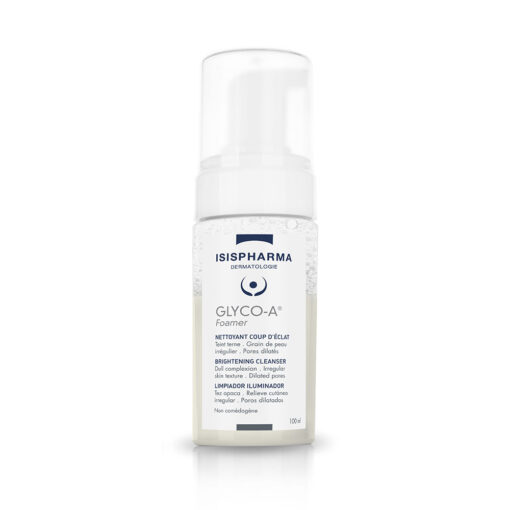 ISISPHARMA
DERMATOLOGIE
GLYCO-A®
Foamer
NETTOYANT COUP D'ÉCLAT
Teint terne . Grain de peau
irrégulier . Pores dilatés
BRIGHTENING CLEANSER
Dull complexion . Irregular
skin texture . Dilated pores
LIMPIADOR ILUMINADOR
Tez opaca . Relieve cutáneo
irregular . Poros dilatados
Non comédogène
100 ml